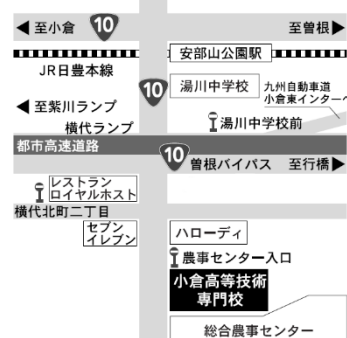 ◀至小倉 10 至曽根▶
安部山公園駅
JR日豊本線
10 湯川中学校 九州自動車道
小倉東インターへ
◀至紫川ランプ
湯川中学校前
横代ランプ
都市高速道路
10 曽根バイパス 至行橋▶
レストラン
ロイヤルホスト
横代北町二丁目
セブン
イレブン
ハローディ
農事センター入口
小倉高等技術
専門校
総合農事センター